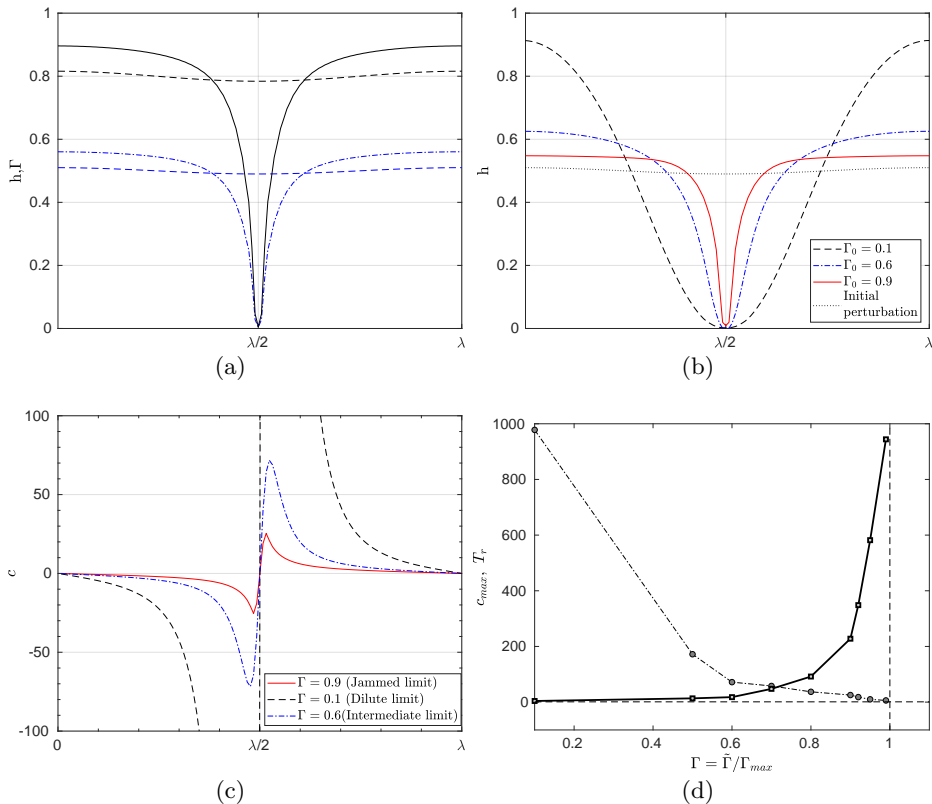 1
0.8
0.6
0.4
0.2
0
h,Γ
λ/2
λ
(a)
1
0.8
0.6
0.4
0.2
0
h
Γ₀ = 0.1
Γ₀ = 0.6
Γ₀ = 0.9
Initial
perturbation
λ/2
λ
(b)
100
50
0
-50
-100
c
Γ = 0.9 (Jammed limit)
Γ = 0.1 (Dilute limit)
Γ = 0.6(Intermediate limit)
0
λ/2
λ
(c)
1000
800
600
400
200
0
c_max, T_r
0.2
0.4
0.6
0.8
1
Γ = Γ̃/Γ_max
(d)